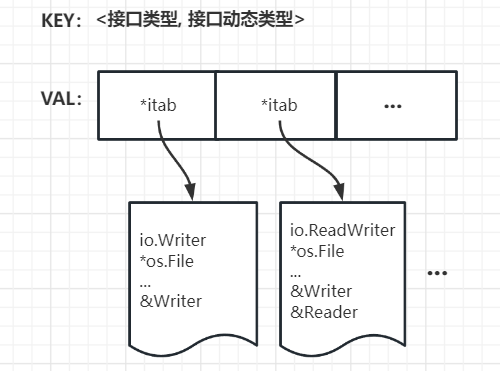 KEY: <接口类型, 接口动态类型>
VAL:
*itab
*itab
...
io.Writer
*os.File
...
&Writer
io.ReadWriter
*os.File
...
&Writer
&Reader
...